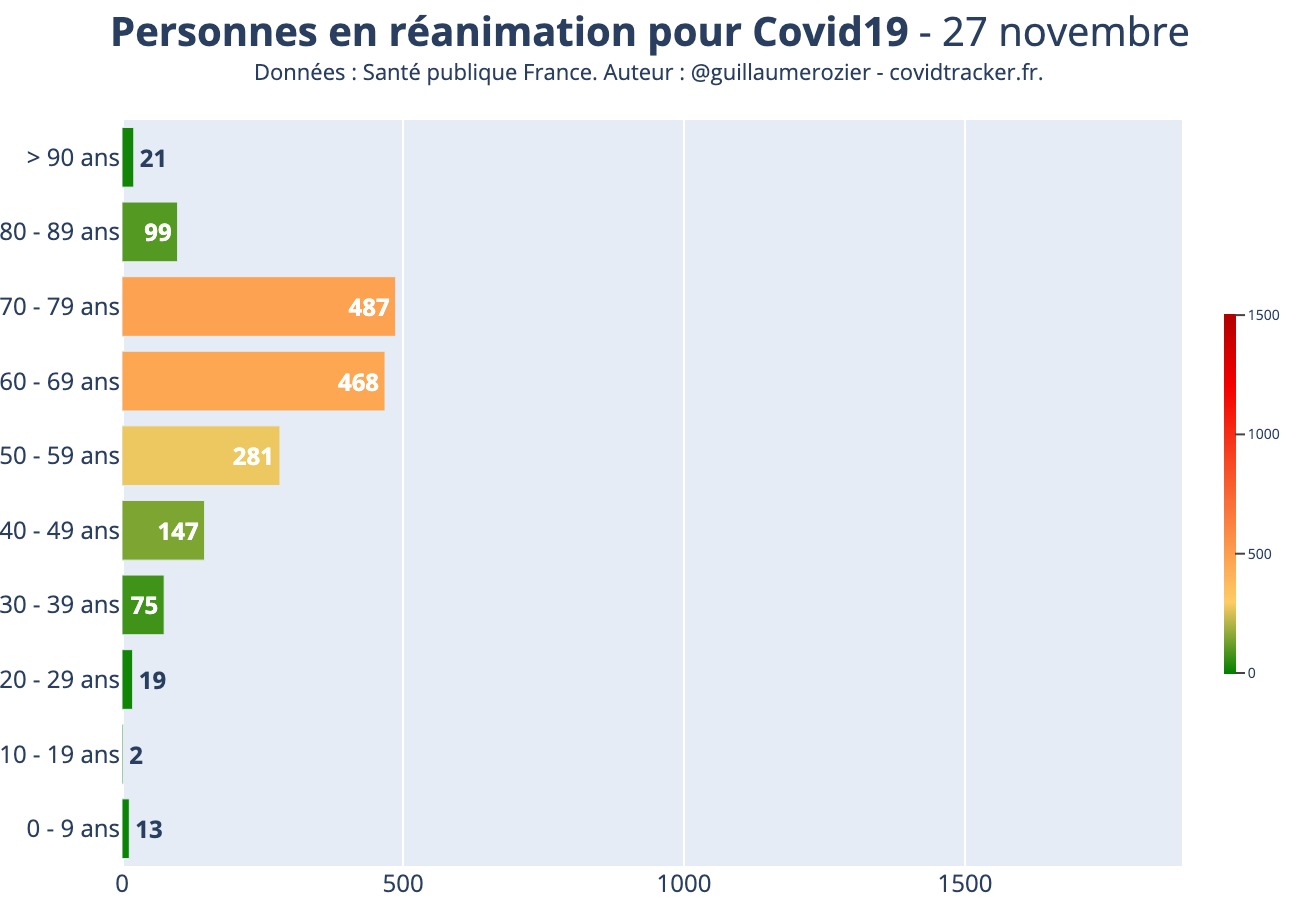 Personnes en réanimation pour Covid19 - 27 novembre
Données : Santé publique France. Auteur : @guillaumerozier - covidtracker.fr.
> 90 ans 21
80 - 89 ans 99
70 - 79 ans 487
60 - 69 ans 468
50 - 59 ans 281
40 - 49 ans 147
30 - 39 ans 75
20 - 29 ans 19
10 - 19 ans 2
0 - 9 ans 13
0 500 1000 1500
1500
1000
500
0